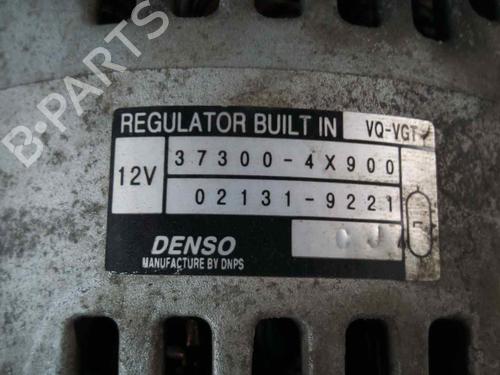 B-PARTS
REGULATOR BUILT IN VQ-VGT
12V 37300-4X900
02131-9221
DENSO
MANUFACTURE BY DNPS